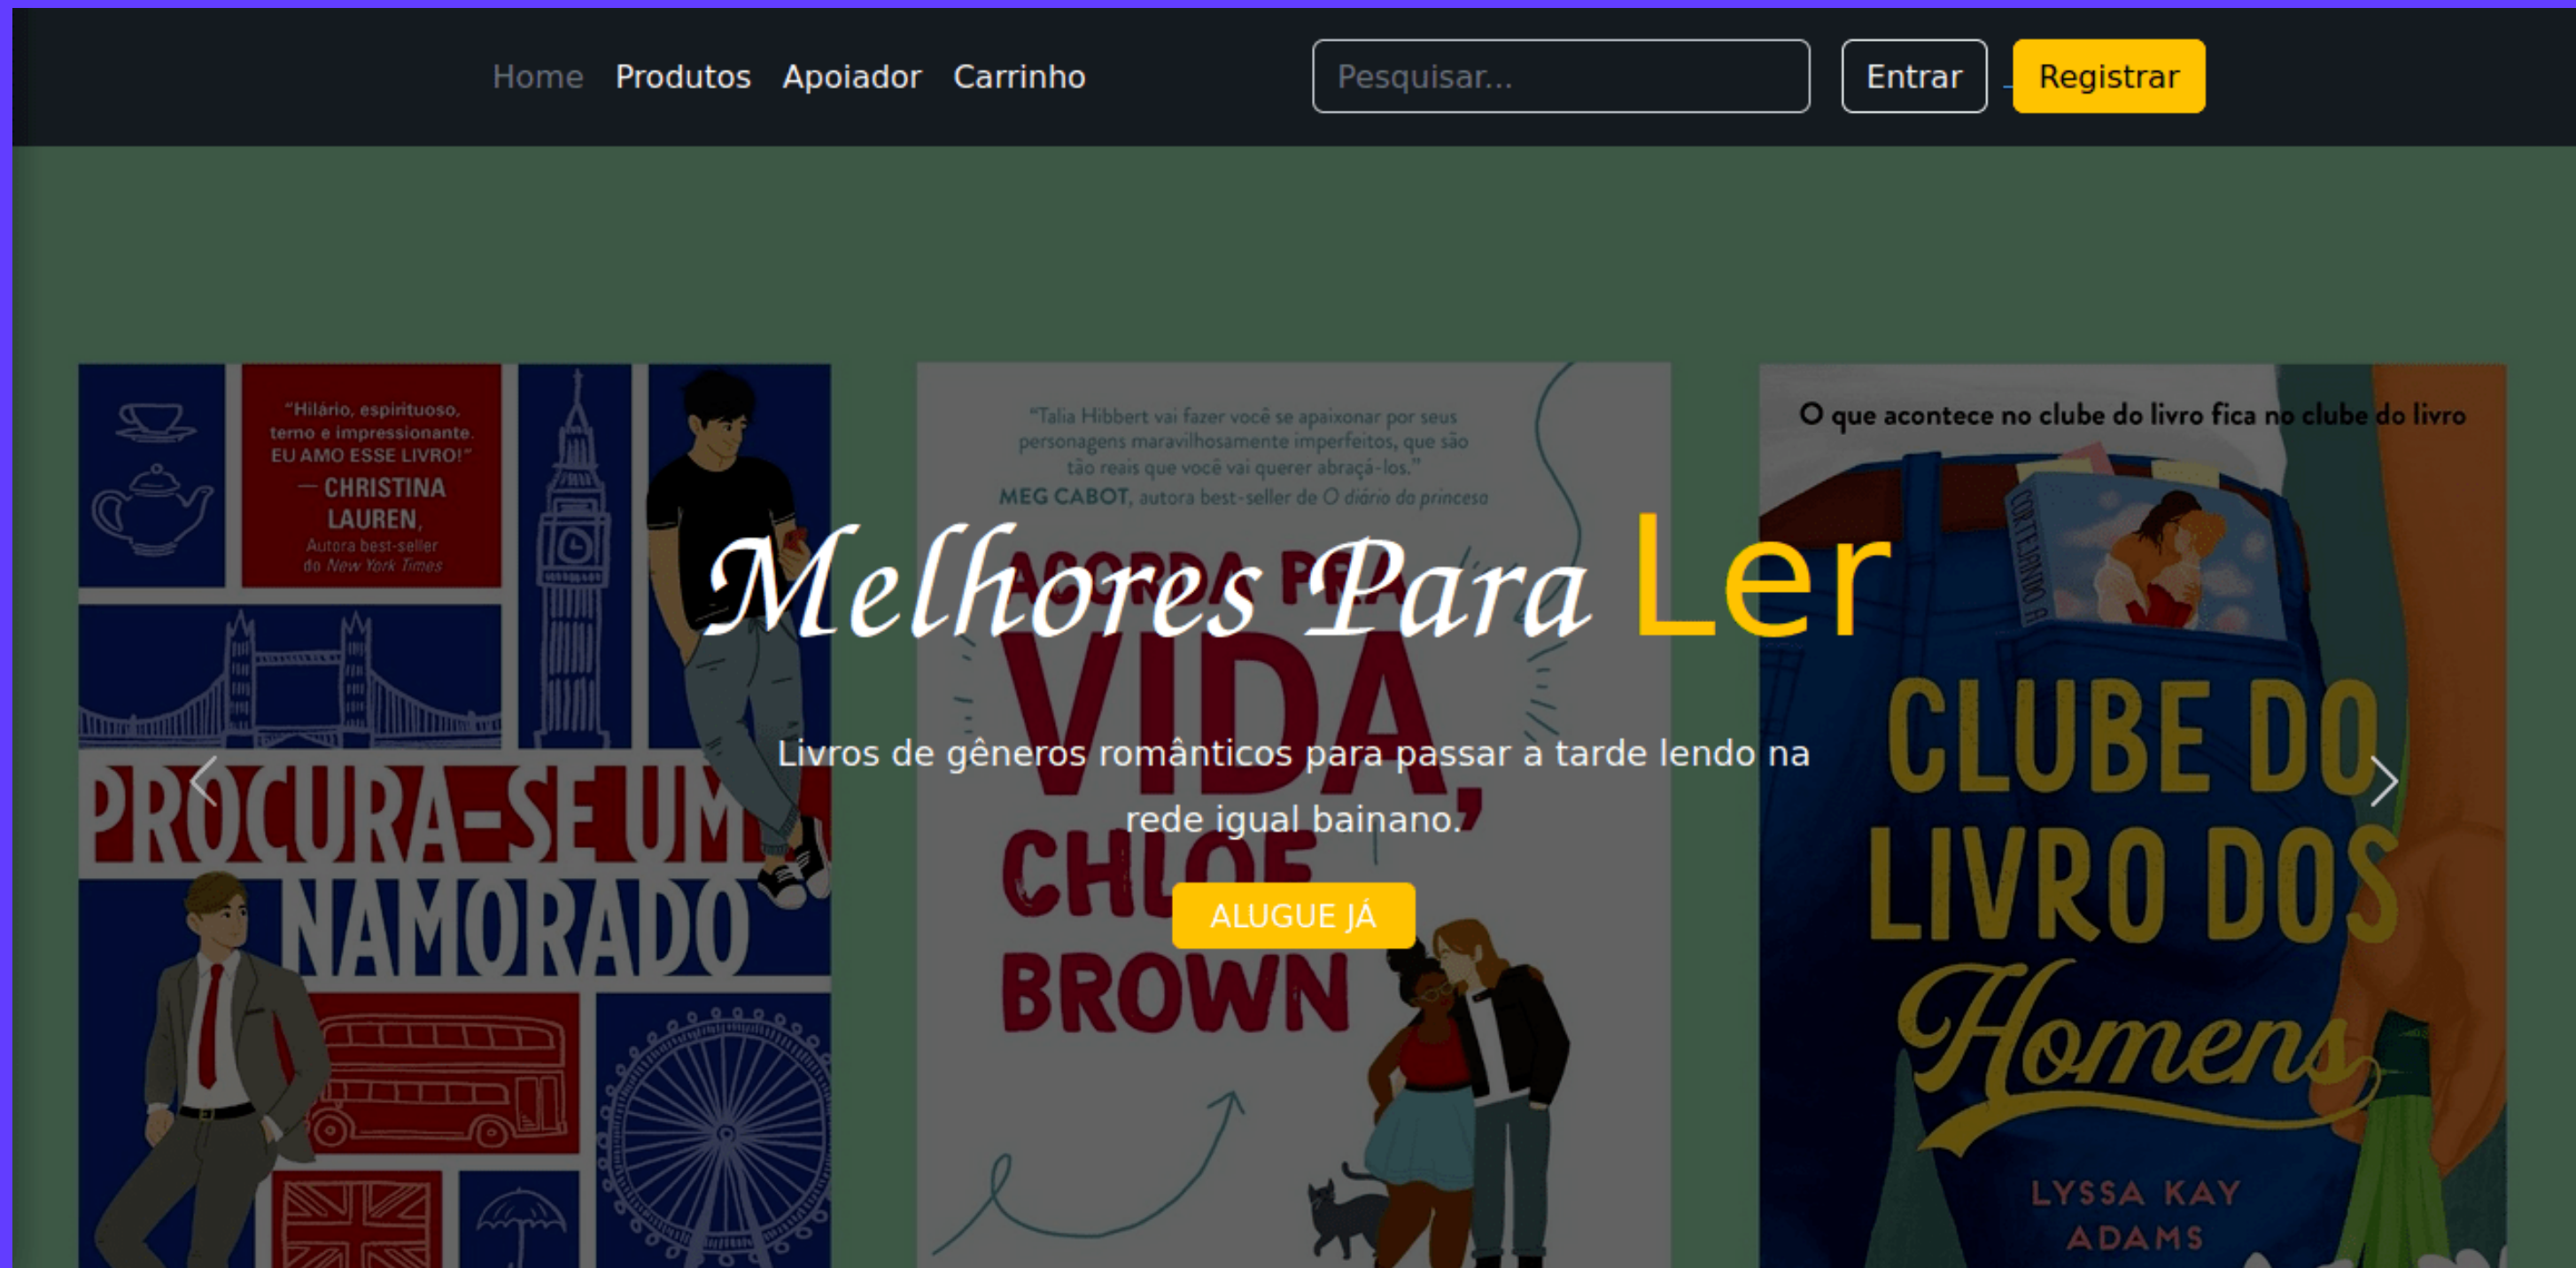 Home Produtos Apoiador Carrinho Pesquisar... Entrar Registrar
"Hilário, espirituoso,
terno e impressionante.
EU AMO ESSE LIVRO!"
— CHRISTINA
LAUREN,
Autora best-seller
do New York Times
PROCURA-SE UM
NAMORADO
"Talia Hibbert vai fazer você se apaixonar por seus
personagens maravilhosamente imperfeitos, que são
tão reais que você vai querer abraçá-los."
MEG CABOT, autora best-seller de O diário da princesa
ACORDA PRA
VIDA,
CHLOE
BROWN
O que acontece no clube do livro fica no clube do livro
CORTEJANDO A
CLUBE DO
LIVRO DOS
Homens
LYSSA KAY
ADAMS
Melhores Para Ler
Livros de gêneros românticos para passar a tarde lendo na
rede igual bainano.
ALUGUE JÁ